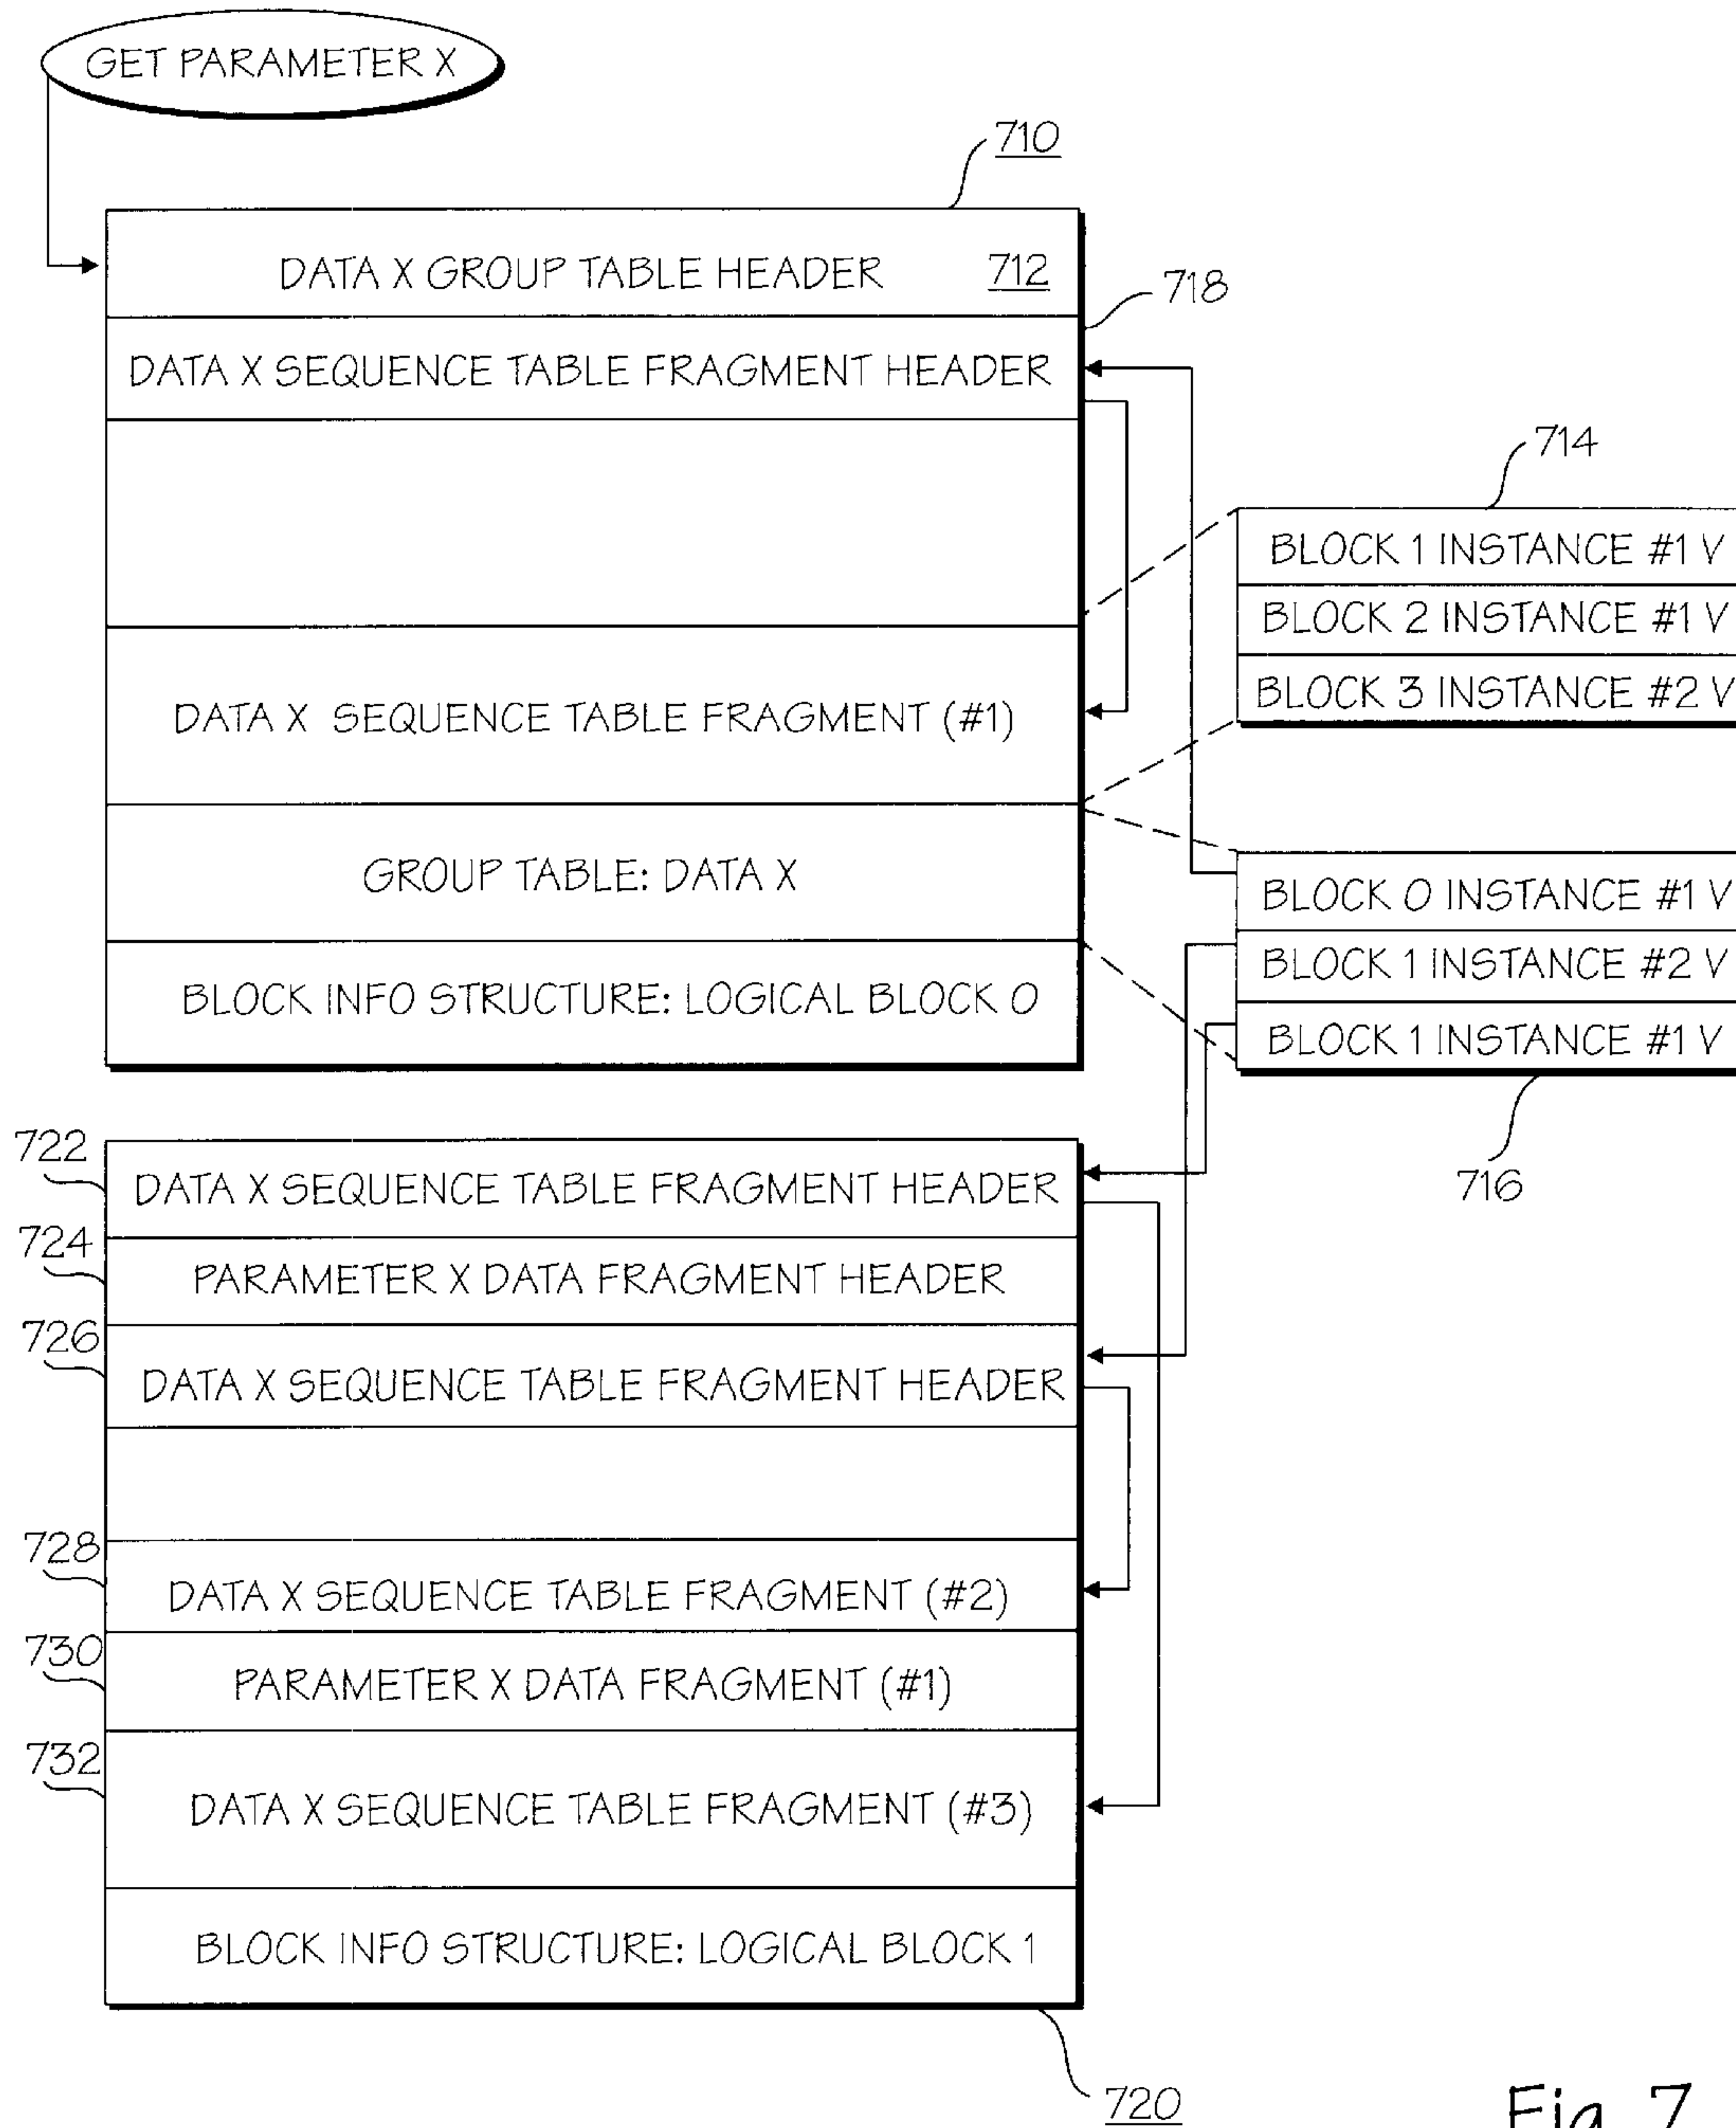 GET PARAMETER X
710
DATA X GROUP TABLE HEADER 712
718
DATA X SEQUENCE TABLE FRAGMENT HEADER
714
BLOCK 1 INSTANCE #1 V
BLOCK 2 INSTANCE #1 V
BLOCK 3 INSTANCE #2 V
DATA X SEQUENCE TABLE FRAGMENT (#1)
GROUP TABLE: DATA X
BLOCK 0 INSTANCE #1 V
BLOCK 1 INSTANCE #2 V
BLOCK 1 INSTANCE #1 V
716
BLOCK INFO STRUCTURE: LOGICAL BLOCK 0
722
DATA X SEQUENCE TABLE FRAGMENT HEADER
724
PARAMETER X DATA FRAGMENT HEADER
726
DATA X SEQUENCE TABLE FRAGMENT HEADER
728
DATA X SEQUENCE TABLE FRAGMENT (#2)
730
PARAMETER X DATA FRAGMENT (#1)
732
DATA X SEQUENCE TABLE FRAGMENT (#3)
BLOCK INFO STRUCTURE: LOGICAL BLOCK 1
720
Fig. 7